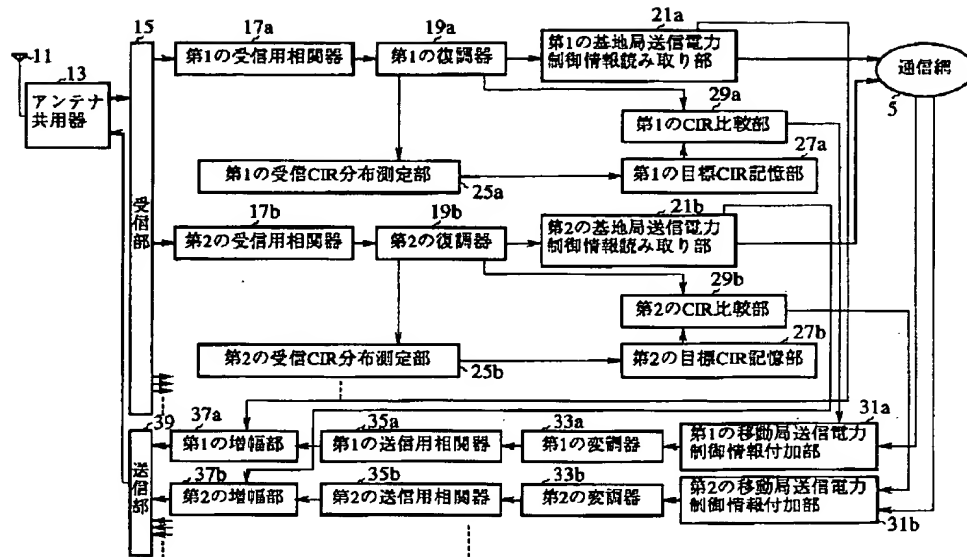 11
13
アンテナ
共用器
15
受信部
17a
第1の受信用相関器
19a
第1の復調器
21a
第1の基地局送信電力
制御情報読み取り部
通信網
5
29a
第1のCIR比較部
27a
第1の目標CIR記憶部
第1の受信CIR分布測定部
25a
17b
第2の受信用相関器
19b
第2の復調器
21b
第2の基地局送信電力
制御情報読み取り部
29b
第2のCIR比較部
27b
第2の目標CIR記憶部
第2の受信CIR分布測定部
25b
39
送信部
37a
第1の増幅部
35a
第1の送信用相関器
33a
第1の変調器
31a
第1の移動局送信電力
制御情報付加部
37b
第2の増幅部
35b
第2の送信用相関器
33b
第2の変調器
第2の移動局送信電力
制御情報付加部
31b